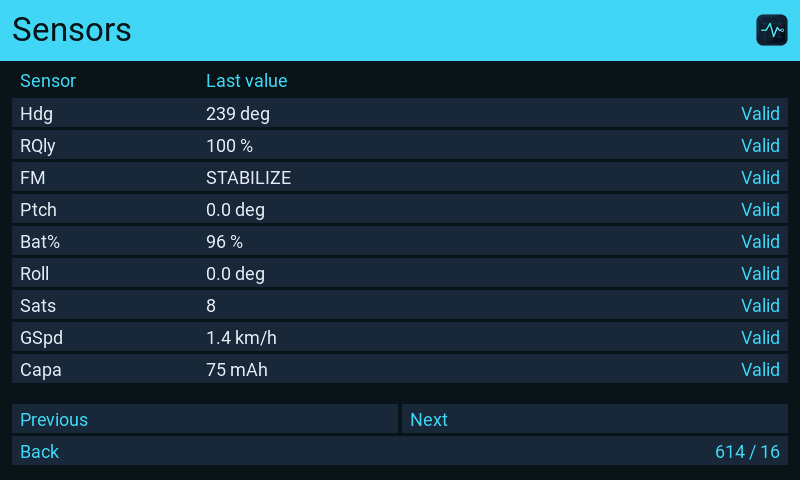 Sensors
Sensor Last value
Hdg 239 deg Valid
RQly 100 % Valid
FM STABILIZE Valid
Ptch 0.0 deg Valid
Bat% 96 % Valid
Roll 0.0 deg Valid
Sats 8 Valid
GSpd 1.4 km/h Valid
Capa 75 mAh Valid
Previous Next
Back 614 / 16